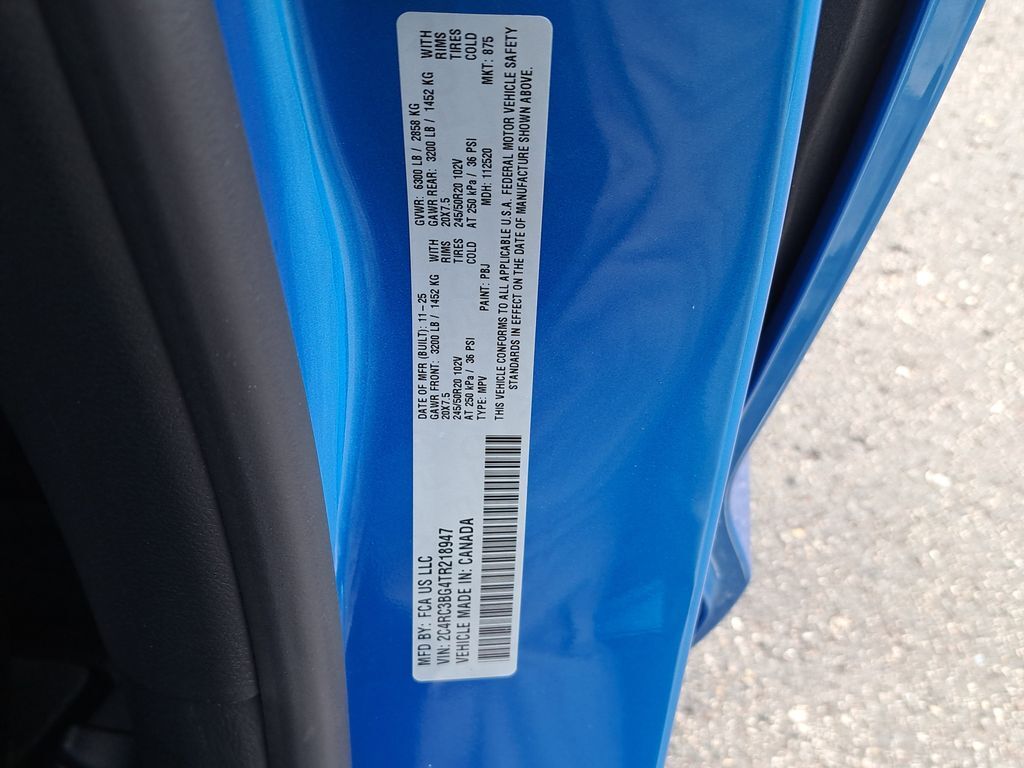 MFD BY: FCA US LLC
VIN: 2C4RC3BG4TR218947
VEHICLE MADE IN: CANADA
DATE OF MFR (BUILT): 11-25
GVWR: 6300 LB / 2858 KG
GAWR FRONT: 3200 LB / 1452 KG WITH
GAWR REAR: 3200 LB / 1452 KG WITH
20X7.5 RIMS
20X7.5 RIMS
245/50R20 102V TIRES
245/50R20 102V TIRES
AT 250 kPa / 36 PSI COLD
AT 250 kPa / 36 PSI COLD
TYPE: MPV PAINT: PBJ MDH: 112520 MKT: 875
THIS VEHICLE CONFORMS TO ALL APPLICABLE U.S.A. FEDERAL MOTOR VEHICLE SAFETY
STANDARDS IN EFFECT ON THE DATE OF MANUFACTURE SHOWN ABOVE.